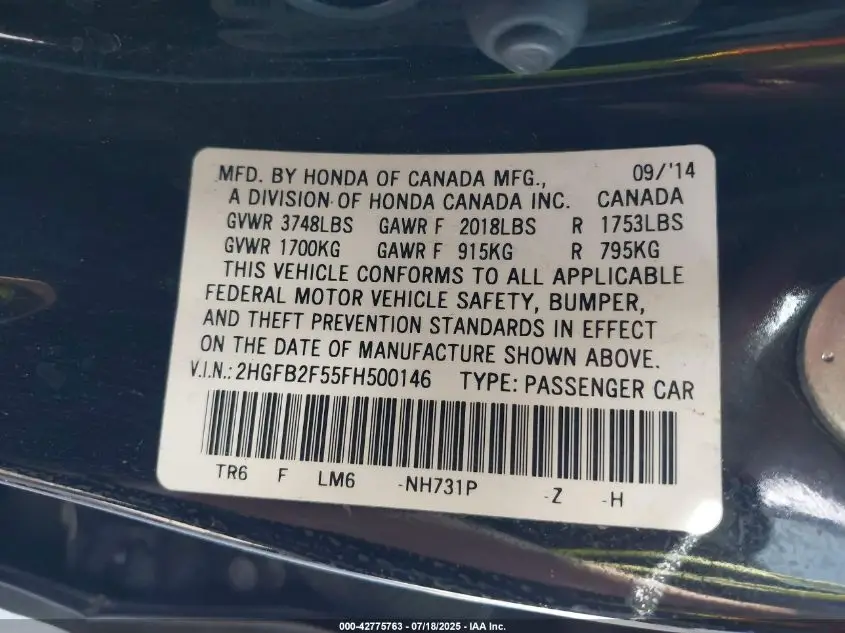 MFD. BY HONDA OF CANADA MFG., 09/'14
A DIVISION OF HONDA CANADA INC. CANADA
GVWR 3748LBS GAWR F 2018LBS R 1753LBS
GVWR 1700KG GAWR F 915KG R 795KG
THIS VEHICLE CONFORMS TO ALL APPLICABLE
FEDERAL MOTOR VEHICLE SAFETY, BUMPER,
AND THEFT PREVENTION STANDARDS IN EFFECT
ON THE DATE OF MANUFACTURE SHOWN ABOVE.
V.I.N.: 2HGFB2F55FH500146 TYPE: PASSENGER CAR
TR6 F LM6 -NH731P -Z -H
000-42775763 - 07/18/2025 - IAA Inc.